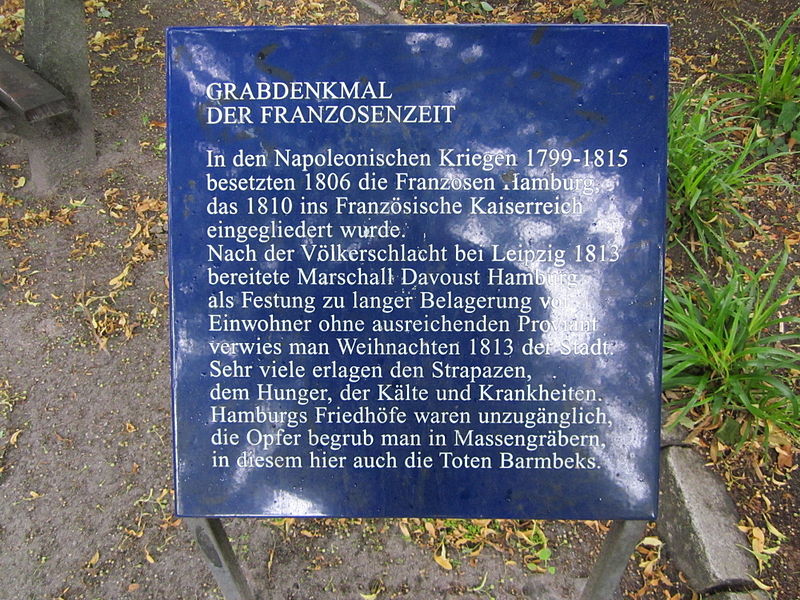 GRABDENKMAL
DER FRANZOSENZEIT
In den Napoleonischen Kriegen 1799-1815
besetzten 1806 die Franzosen Hamburg,
das 1810 ins Französische Kaiserreich
eingegliedert wurde.
Nach der Völkerschlacht bei Leipzig 1813
bereitete Marschall Davoust Hamburg
als Festung zu langer Belagerung vor.
Einwohner ohne ausreichenden Proviant
verwies man Weihnachten 1813 der Stadt.
Sehr viele erlagen den Strapazen,
dem Hunger, der Kälte und Krankheiten.
Hamburgs Friedhöfe waren unzugänglich,
die Opfer begrub man in Massengräbern,
in diesem hier auch die Toten Barmbeks.